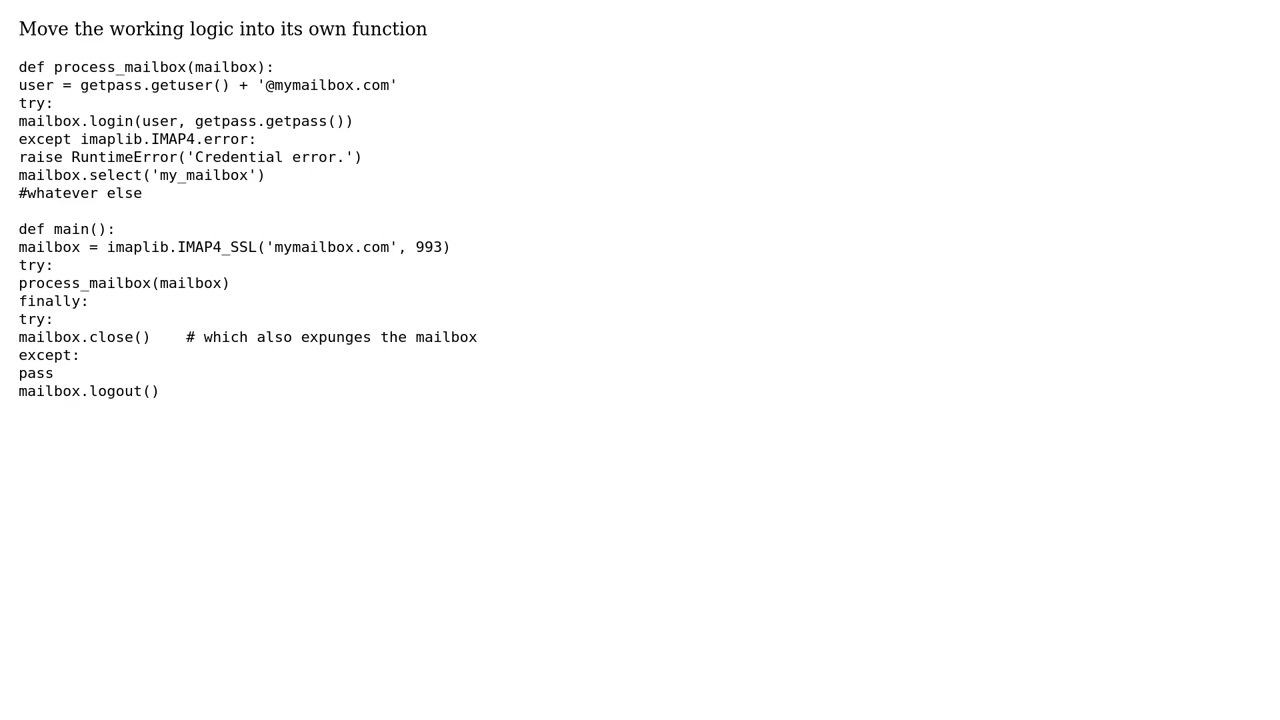 Move the working logic into its own function
def process_mailbox(mailbox):
user = getpass.getuser() + '@mymailbox.com'
try:
mailbox.login(user, getpass.getpass())
except imaplib.IMAP4.error:
raise RuntimeError('Credential error.')
mailbox.select('my_mailbox')
#whatever else

def main():
mailbox = imaplib.IMAP4_SSL('mymailbox.com', 993)
try:
process_mailbox(mailbox)
finally:
try:
mailbox.close()    # which also expunges the mailbox
except:
pass
mailbox.logout()